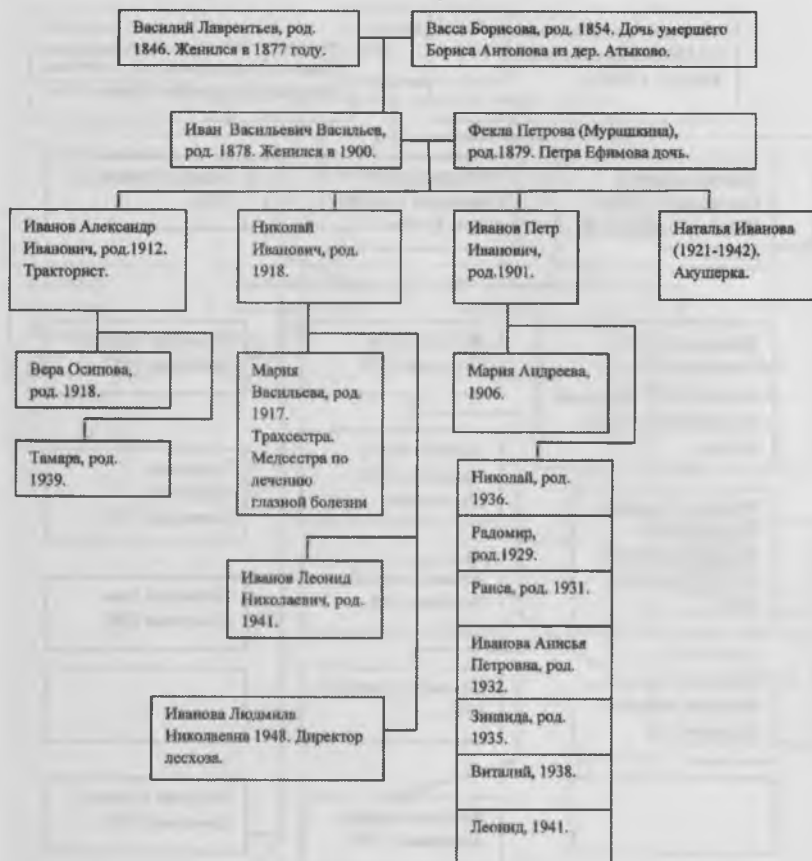 Василий Лаврентьев, род.
1846. Женился в 1877 году.
Васса Борисова, род. 1854. Дочь умершего
Бориса Антонова из дер. Атыково.
Иван Васильевич Васильев,
род. 1878. Женился в 1900.
Фекла Петрова (Мурашкина),
род.1879. Петра Ефимова дочь.
Иванов Александр
Иванович, род.1912.
Тракторист.
Николай
Иванович, род.
1918.
Иванов Петр
Иванович,
род.1901.
Наталья Иванова
(1921-1942).
Акушерка.
Вера Осипова,
род. 1918.
Тамара, род.
1939.
Мария
Васильева, род.
1917.
Трахсестра.
Медсестра по
лечению
глазной болезни
Иванов Леонид
Николаевич, род.
1941.
Иванова Людмила
Николаевна 1948. Директор
лесхоза.
Мария Андреева,
1906.
Николай, род.
1936.
Радомир,
род.1929.
Раиса, род. 1931.
Иванова Анисья
Петровна, род.
1932.
Зинаида, род.
1935.
Виталий, 1938.
Леонид, 1941.